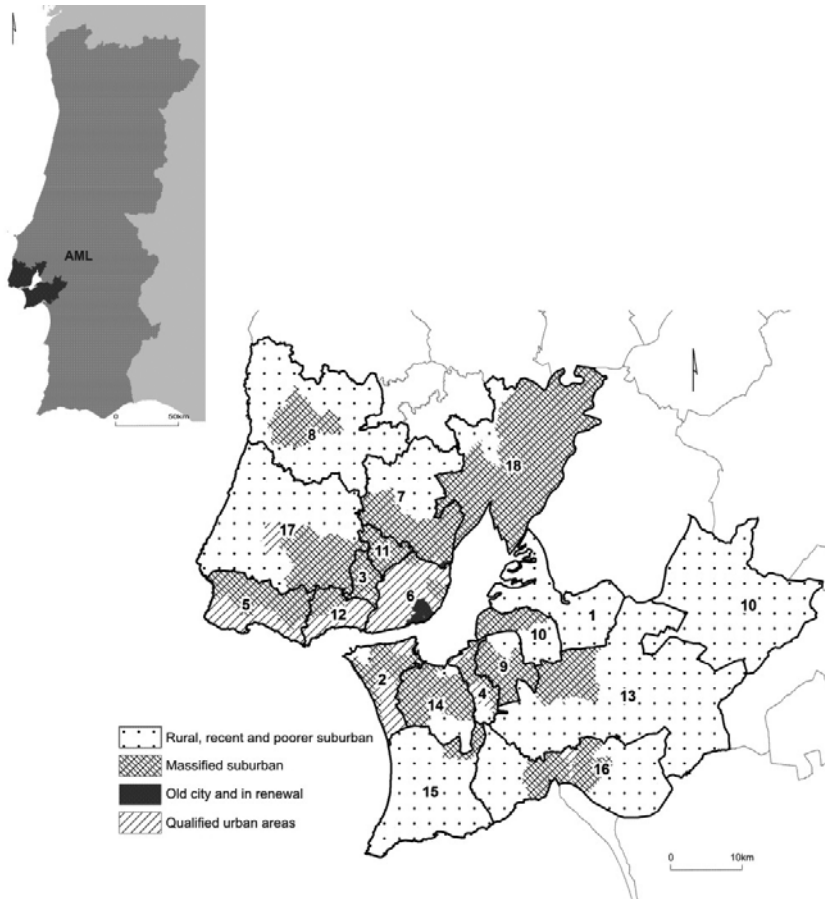 AML
0 50km
8
18
7
17
11
3
6
5
12
1
10
10
9
2
4
13
14
16
15
Rural, recent and poorer suburban
Massified suburban
Old city and in renewal
Qualified urban areas
0 10km